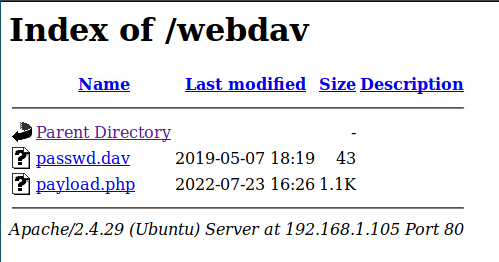 Index of /webdav
Name Last modified Size Description
Parent Directory -
passwd.dav 2019-05-07 18:19 43
payload.php 2022-07-23 16:26 1.1K
Apache/2.4.29 (Ubuntu) Server at 192.168.1.105 Port 80